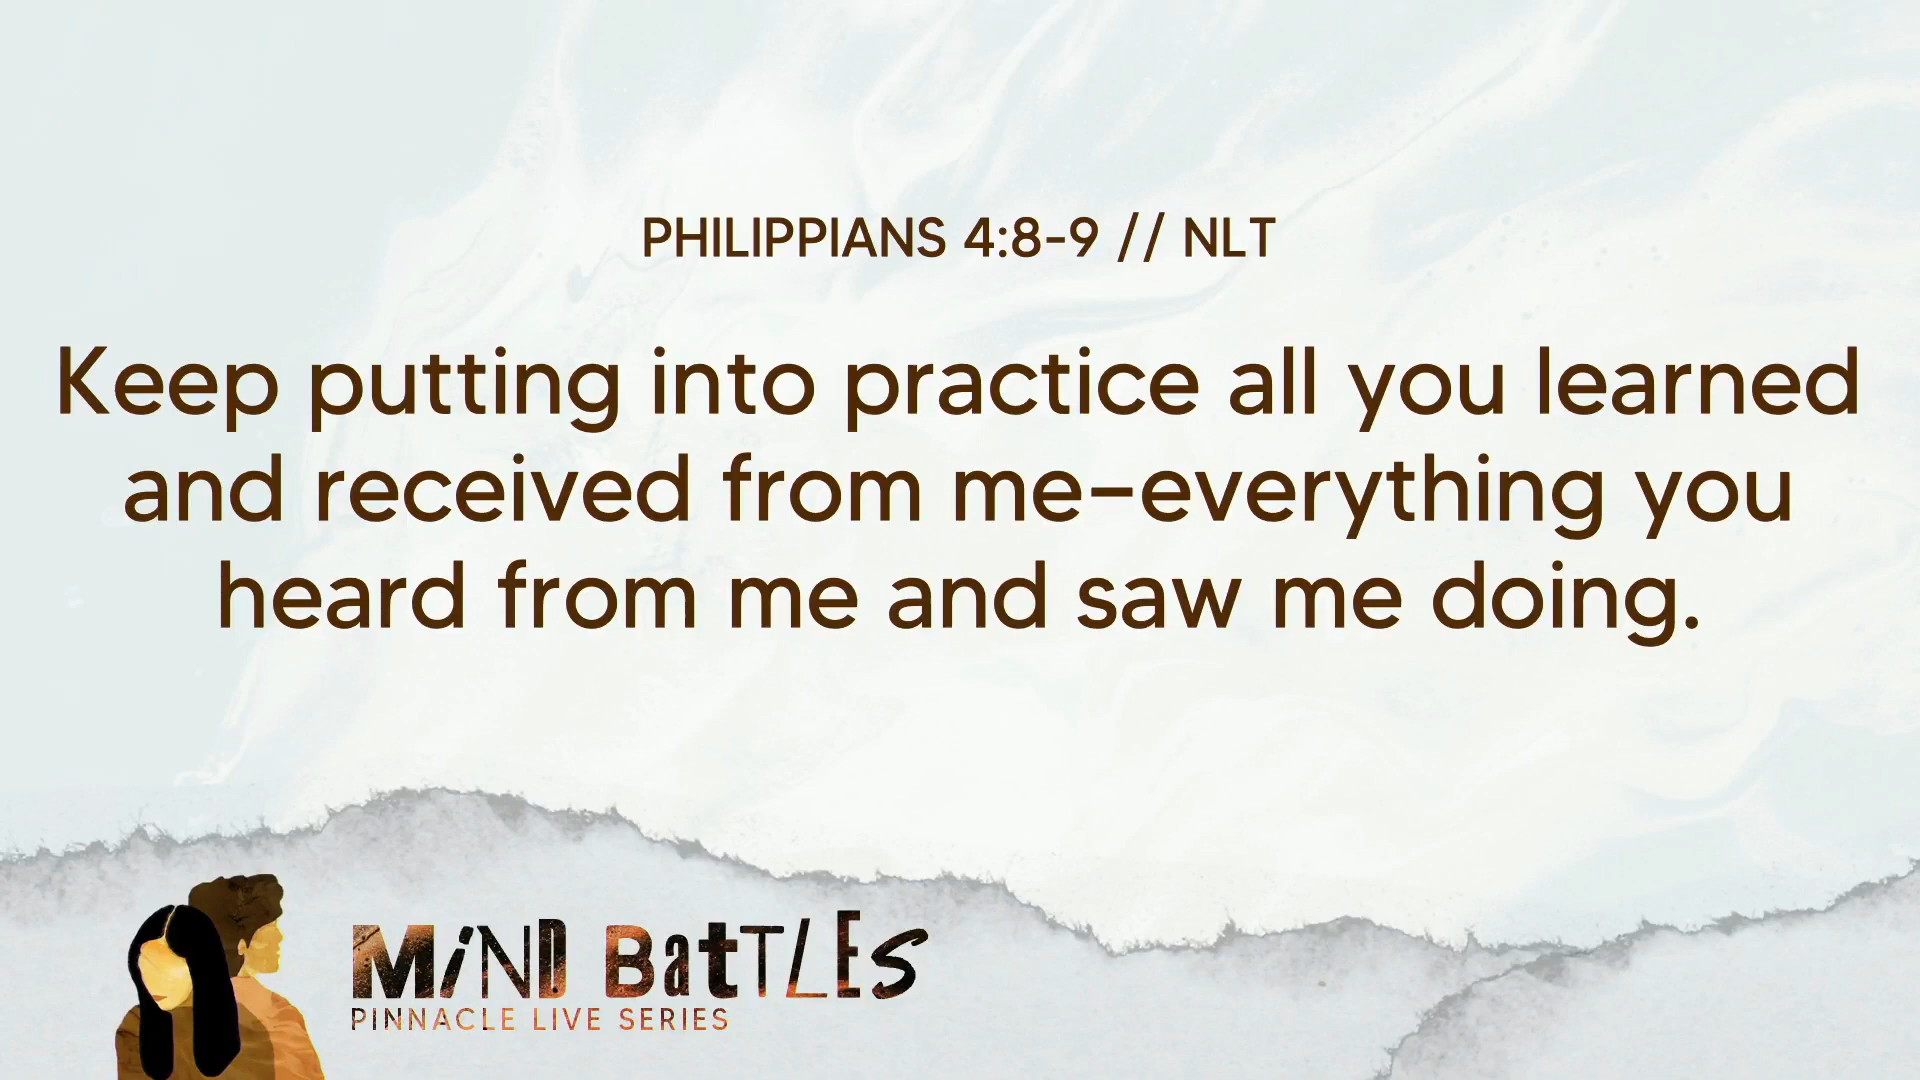 PHILIPPIANS 4:8-9 // NLT
Keep putting into practice all you learned
and received from me–everything you
heard from me and saw me doing.
MiND BatTLES
PINNACLE LIVE SERIES